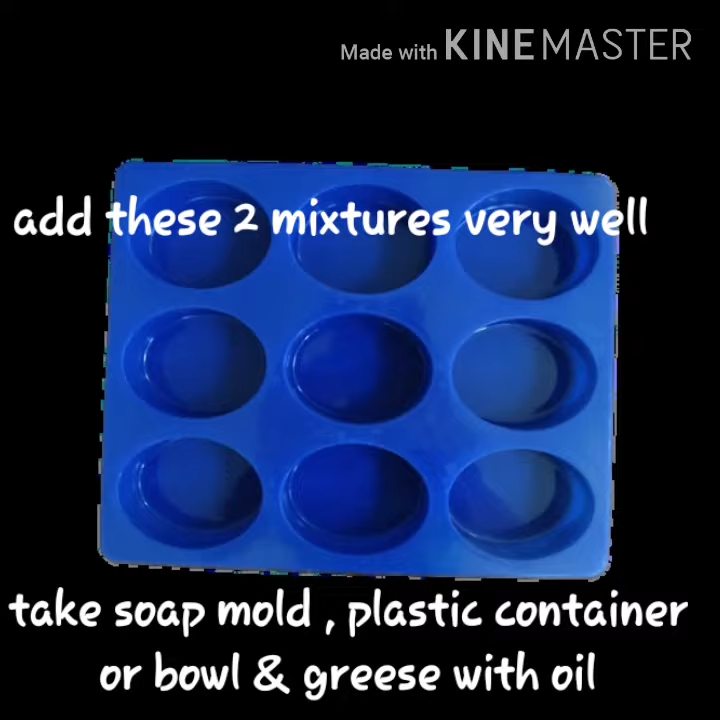 Made with KINEMASTER
add these 2 mixtures very well
take soap mold , plastic container
or bowl & greese with oil